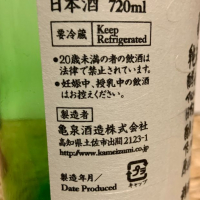 日本酒 720ml
要冷蔵 Keep
Refrigerated
●20歳未満の者の飲酒は
法律で禁止されています。
●妊娠中、授乳中の飲酒
はお控えください。
製造者
亀泉酒造株式会社
高知県土佐市出間2123-1
http://www.kameizumi.co.jp
製造年月/
Date Produced
キャップ